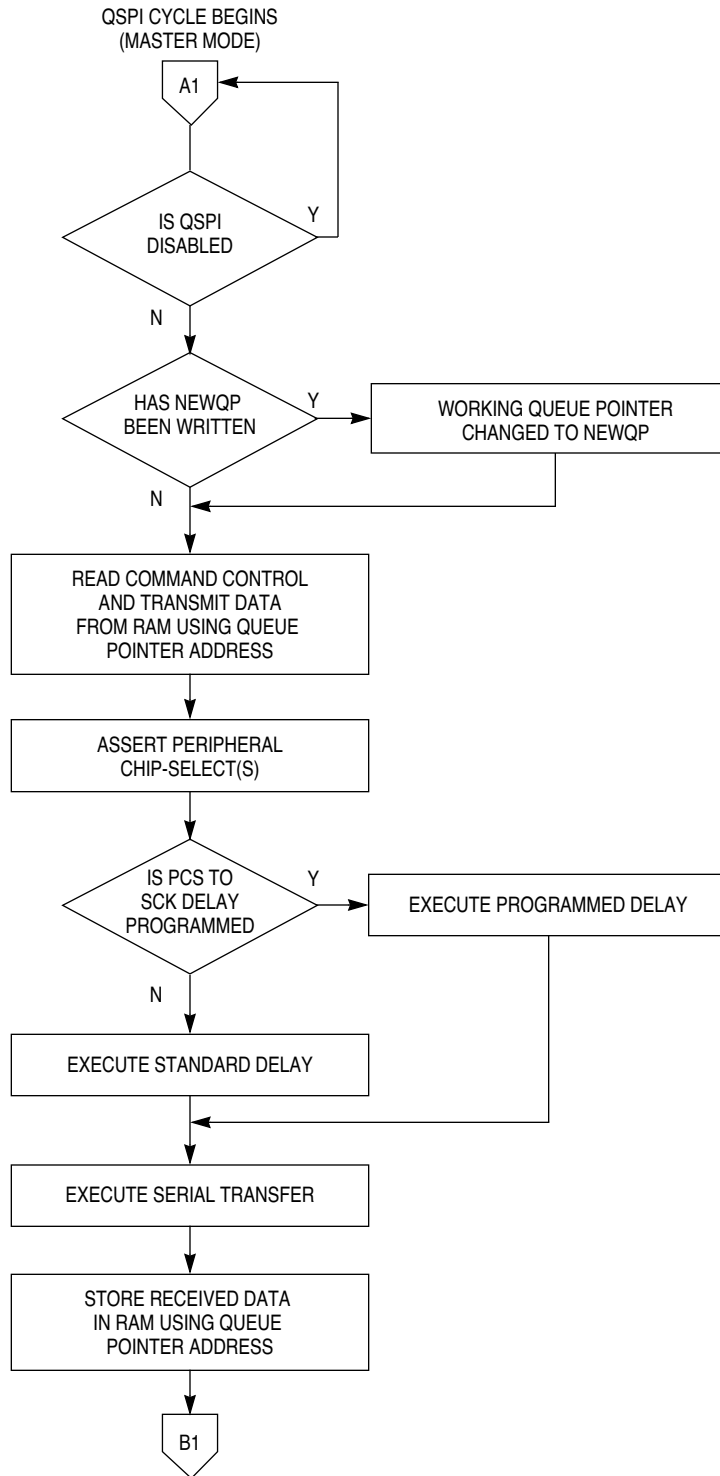 QSPI CYCLE BEGINS
(MASTER MODE)
A1
IS QSPI
DISABLED
Y
N
HAS NEWQP
BEEN WRITTEN
Y
WORKING QUEUE POINTER
CHANGED TO NEWQP
N
READ COMMAND CONTROL
AND TRANSMIT DATA
FROM RAM USING QUEUE
POINTER ADDRESS
ASSERT PERIPHERAL
CHIP-SELECT(S)
IS PCS TO
SCK DELAY
PROGRAMMED
Y
EXECUTE PROGRAMMED DELAY
N
EXECUTE STANDARD DELAY
EXECUTE SERIAL TRANSFER
STORE RECEIVED DATA
IN RAM USING QUEUE
POINTER ADDRESS
B1